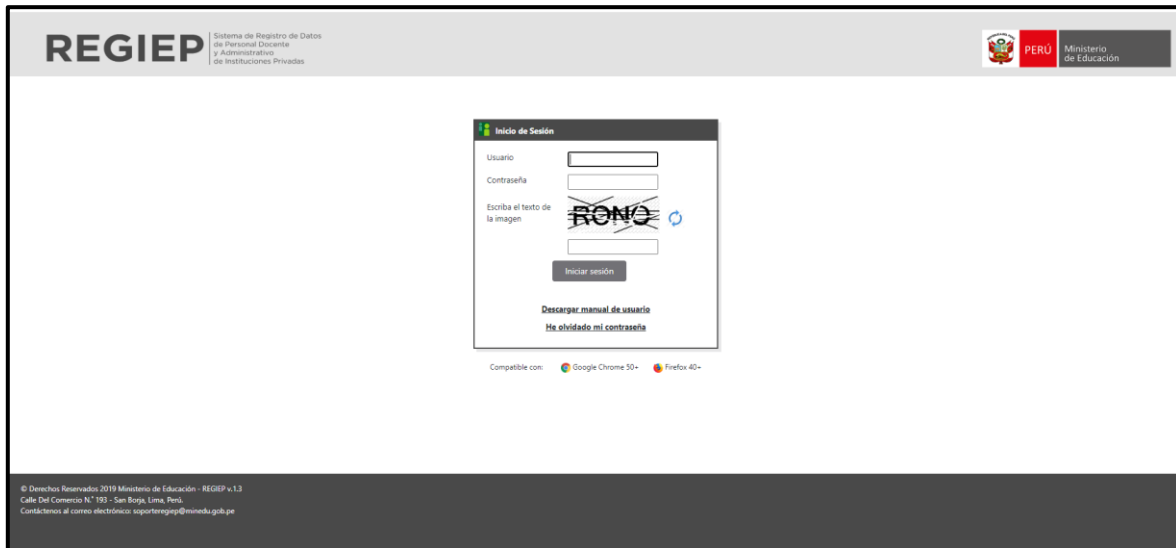 REGIEP
Sistema de Registro de Datos
de Personal Docente
y Administrativo
de Instituciones Privadas
PERÚ
Ministerio
de Educación
Inicio de Sesión
Usuario
Contraseña
Escriba el texto de
la imagen
RONO
Iniciar sesión
Descargar manual de usuario
He olvidado mi contraseña
Compatible con: Google Chrome 50+ Firefox 40+
© Derechos Reservados 2019 Ministerio de Educación - REGIEP v.1.3
Calle Del Comercio N.° 193 - San Borja, Lima, Perú.
Contáctenos al correo electrónico: soporteregiep@minedu.gob.pe